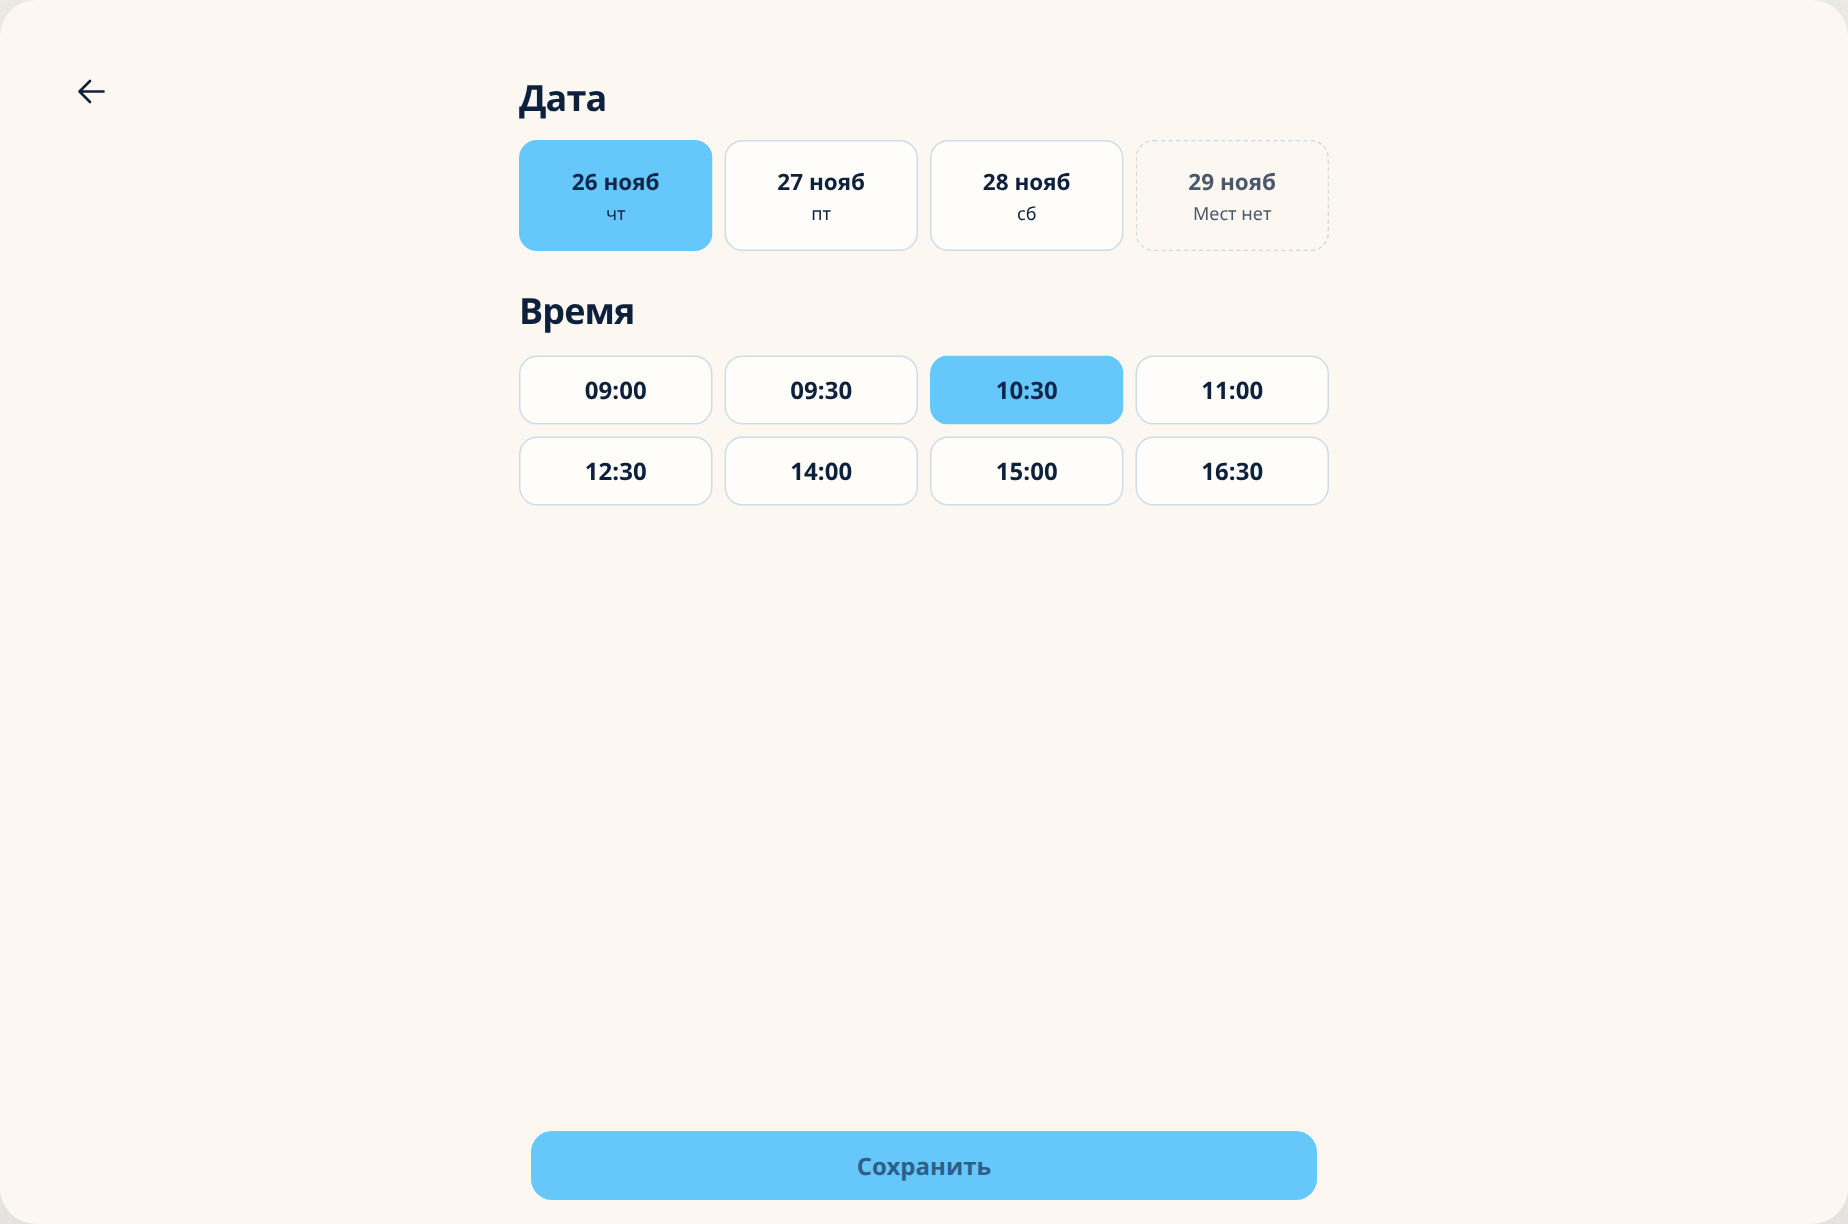 Дата
26 нояб
чт
27 нояб
пт
28 нояб
сб
29 нояб
Мест нет
Время
09:00
09:30
10:30
11:00
12:30
14:00
15:00
16:30
Сохранить